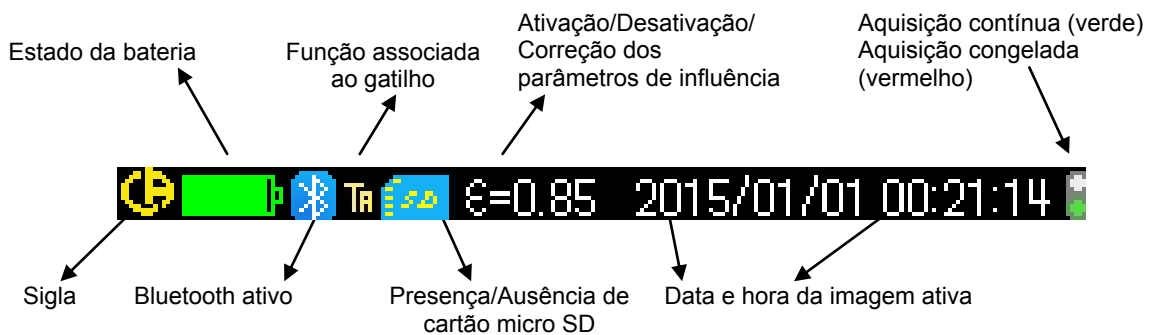 Estado da bateria
Função associada
ao gatilho
Ativação/Desativação/
Correção dos
parâmetros de influência
Aquisição contínua (verde)
Aquisição congelada
(vermelho)
CA TA SD ε=0.85 2015/01/01 00:21:14
Sigla
Bluetooth ativo
Presença/Ausência de
cartão micro SD
Data e hora da imagem ativa